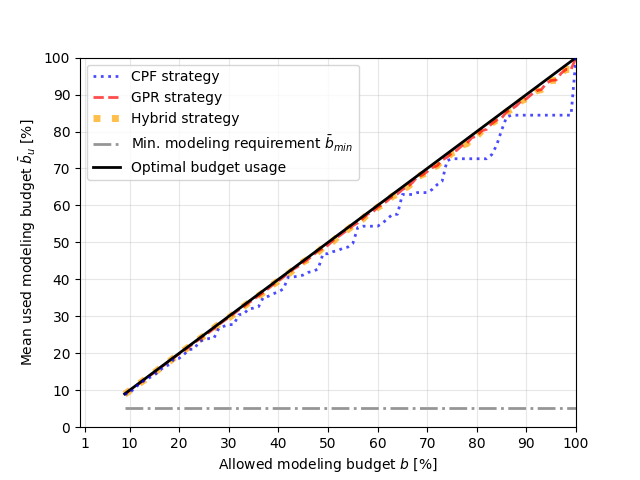 100
90
80
70
60
50
40
30
20
10
0
Mean used modeling budget b̄ᵤ [%]
CPF strategy
GPR strategy
Hybrid strategy
Min. modeling requirement b̄_min
Optimal budget usage
1 10 20 30 40 50 60 70 80 90 100
Allowed modeling budget b [%]